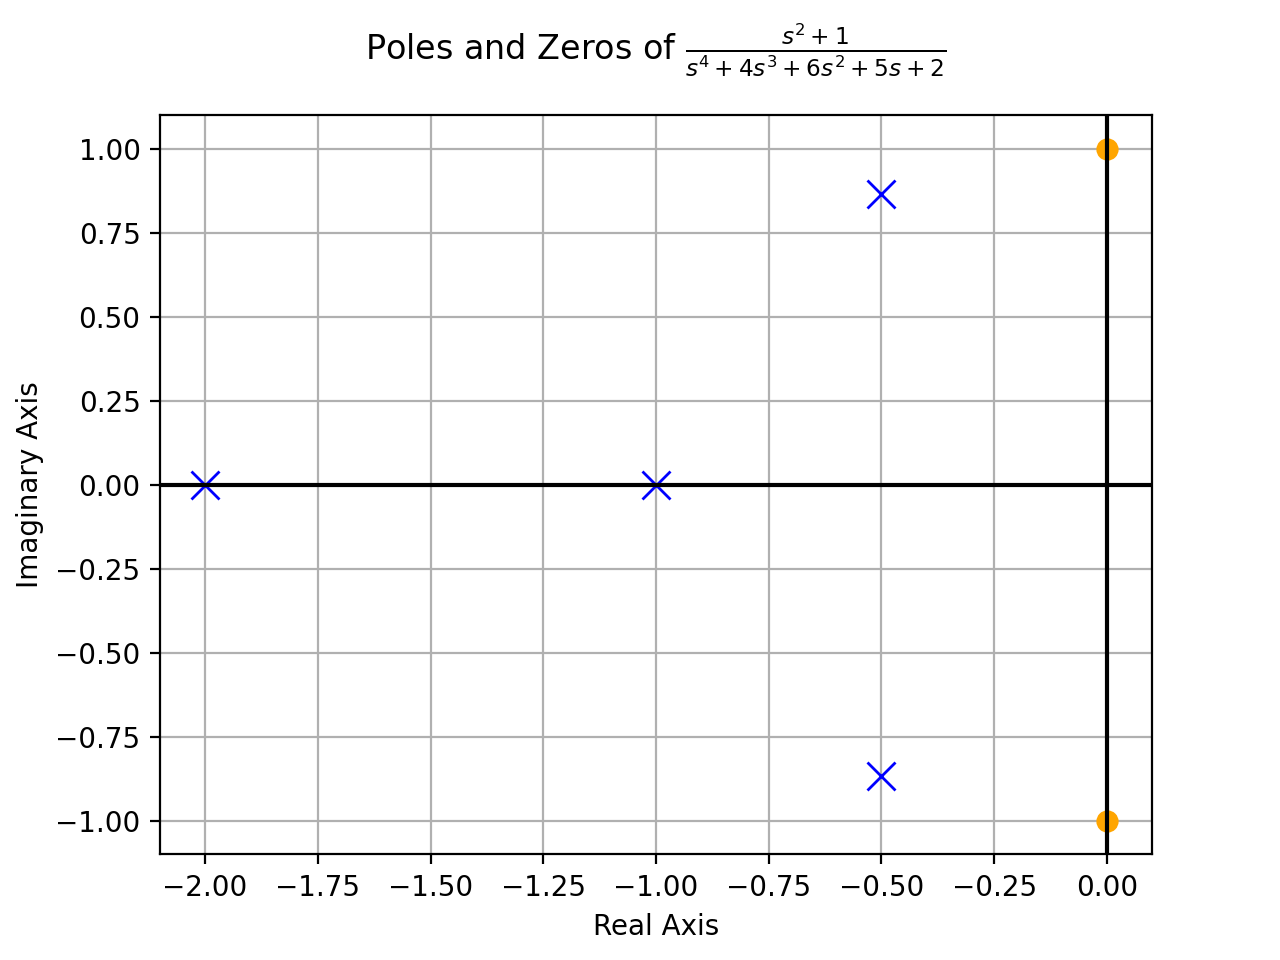 Poles and Zeros of \frac{s^2+1}{s^4+4s^3+6s^2+5s+2}
1.00
0.75
0.50
0.25
0.00
−0.25
−0.50
−0.75
−1.00
Imaginary Axis
−2.00 −1.75 −1.50 −1.25 −1.00 −0.75 −0.50 −0.25 0.00
Real Axis